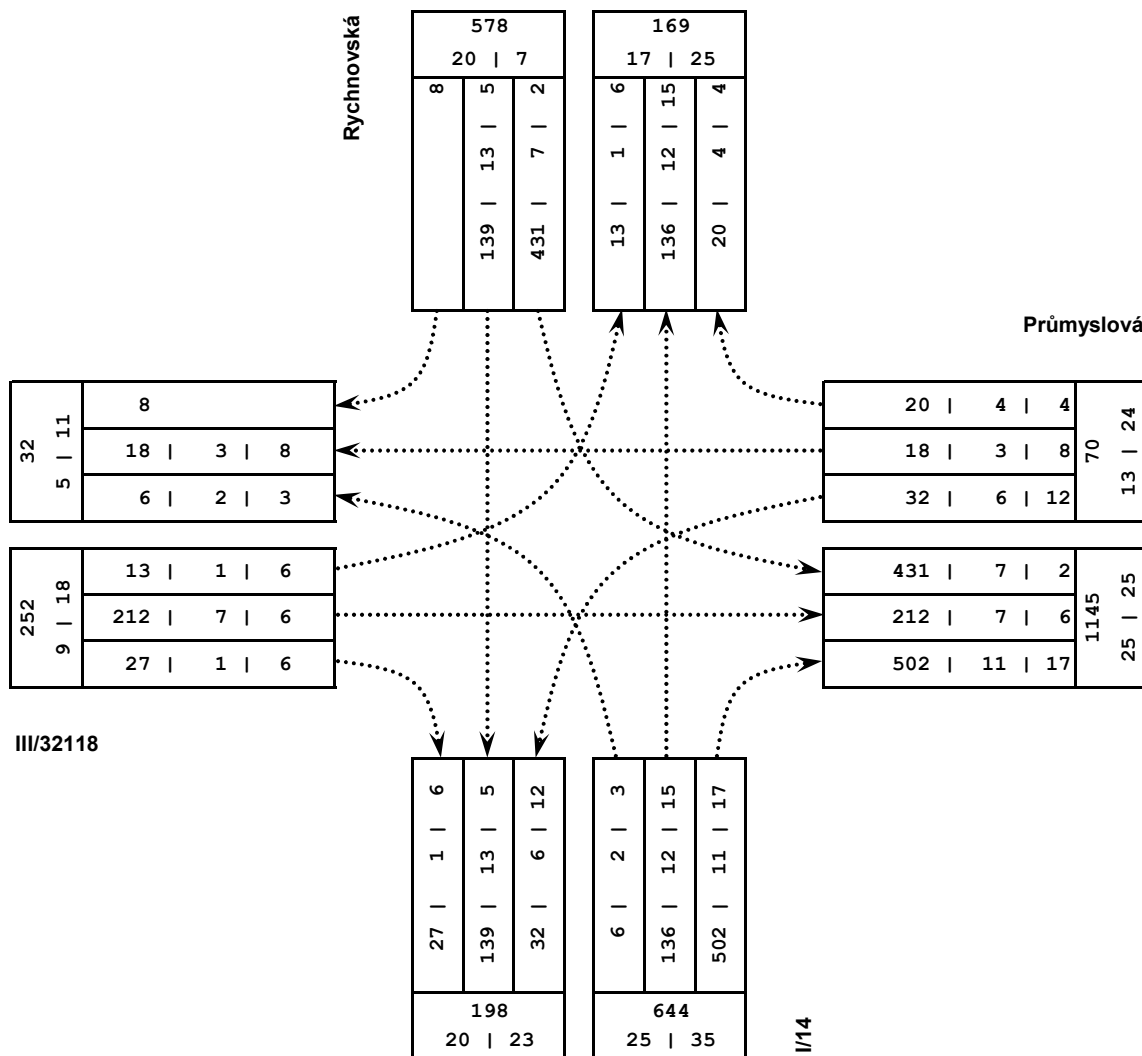 Rychnovská
578
20 | 7
8
139 | 13 | 5
431 | 7 | 2
169
17 | 25
13 | 1 | 6
136 | 12 | 15
20 | 4 | 4
Průmyslová
32
5 | 11
8
18 | 3 | 8
6 | 2 | 3
20 | 4 | 4
18 | 3 | 8
32 | 6 | 12
70
13 | 24
252
9 | 18
13 | 1 | 6
212 | 7 | 6
27 | 1 | 6
431 | 7 | 2
212 | 7 | 6
502 | 11 | 17
1145
25 | 25
III/32118
27 | 1 | 6
139 | 13 | 5
32 | 6 | 12
198
20 | 23
6 | 2 | 3
136 | 12 | 15
502 | 11 | 17
644
25 | 35
I/14